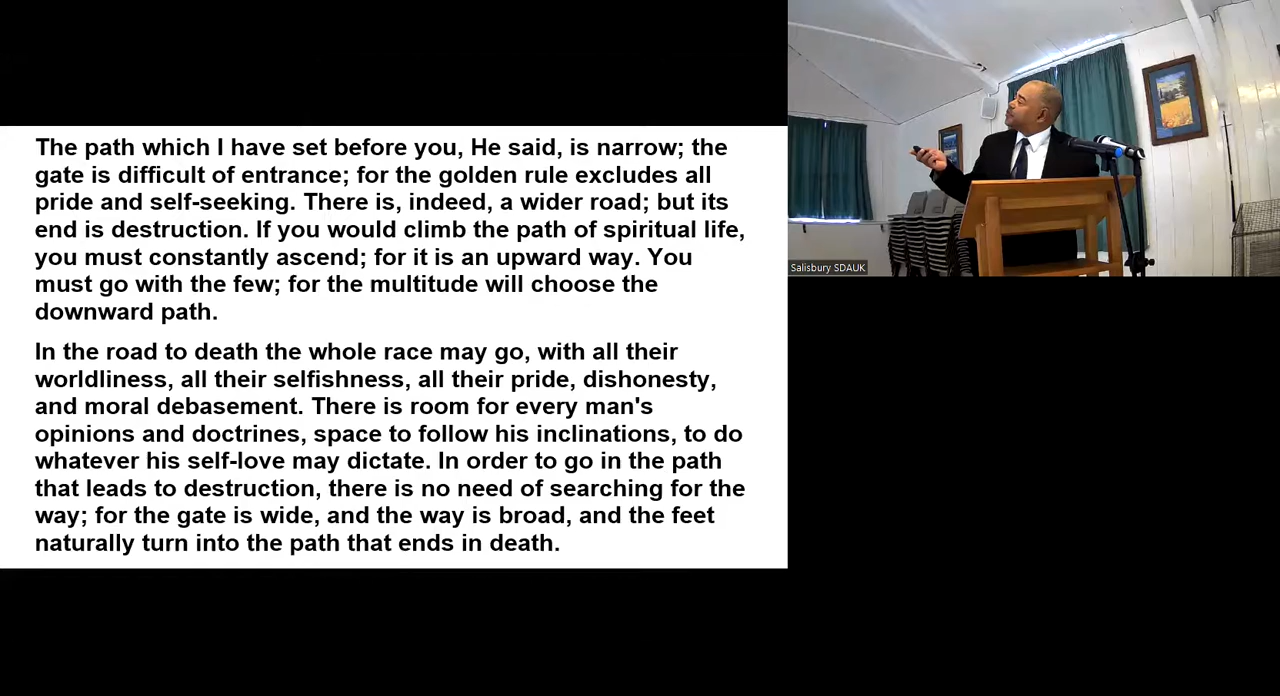 The path which I have set before you, He said, is narrow; the
gate is difficult of entrance; for the golden rule excludes all
pride and self-seeking. There is, indeed, a wider road; but its
end is destruction. If you would climb the path of spiritual life,
you must constantly ascend; for it is an upward way. You
must go with the few; for the multitude will choose the
downward path.
In the road to death the whole race may go, with all their
worldliness, all their selfishness, all their pride, dishonesty,
and moral debasement. There is room for every man's
opinions and doctrines, space to follow his inclinations, to do
whatever his self-love may dictate. In order to go in the path
that leads to destruction, there is no need of searching for the
way; for the gate is wide, and the way is broad, and the feet
naturally turn into the path that ends in death.
Salisbury SDAUK